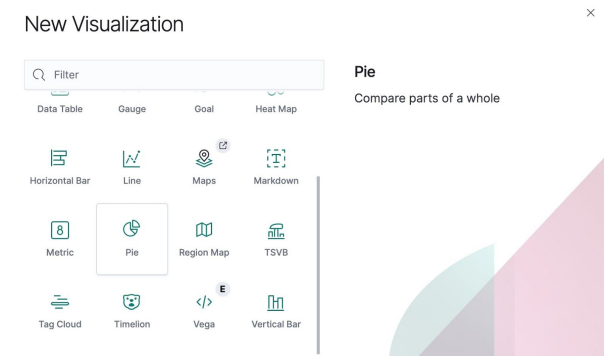 New Visualization
Filter
Pie
Compare parts of a whole
Data Table
Gauge
Goal
Heat Map
Horizontal Bar
Line
Maps
Markdown
8
T
Metric
Pie
Region Map
TSVB
E
Tag Cloud
Timelion
Vega
Vertical Bar